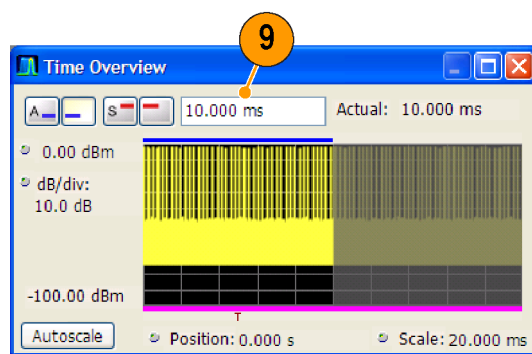 9
Time Overview
A S 10.000 ms Actual: 10.000 ms
0.00 dBm
dB/div:
10.0 dB
-100.00 dBm
T
Autoscale Position: 0.000 s Scale: 20.000 ms